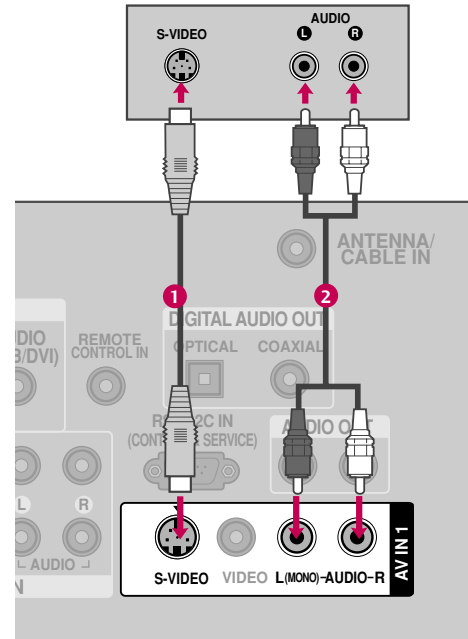 AUDIO
S-VIDEO
L R
ANTENNA/
CABLE IN
1 2
DIGITAL AUDIO OUT
REMOTE
CONTROL IN
OPTICAL COAXIAL
B/DVI)
SERVICE)
L R
AUDIO
S-VIDEO VIDEO L(MONO)-AUDIO-R
AV IN 1